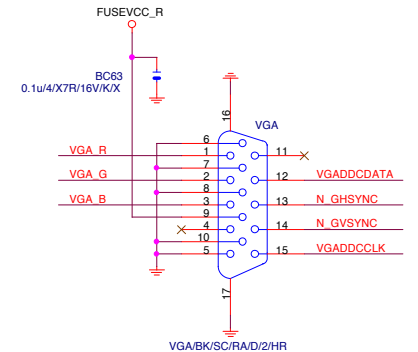 FUSEVCC_R
BC63
0.1u/4/X7R/16V/K/X
16
VGA
6
VGA_R 1 11
7
VGA_G 2 12 VGADDCDATA
8
VGA_B 3 13 N_GHSYNC
9
4 14 N_GVSYNC
10
5 15 VGADDCCLK
17
VGA/BK/SC/RA/D/2/HR